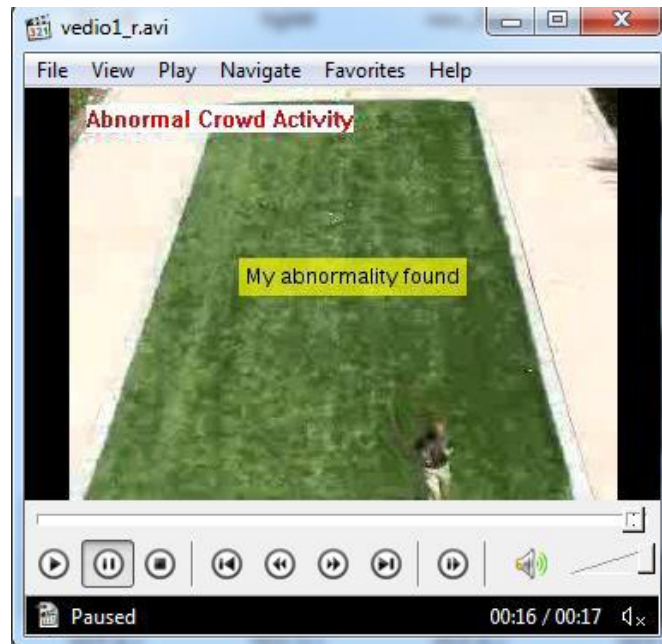 vedio1_r.avi
File View Play Navigate Favorites Help
Abnormal Crowd Activity
My abnormality found
Paused
00:16 / 00:17